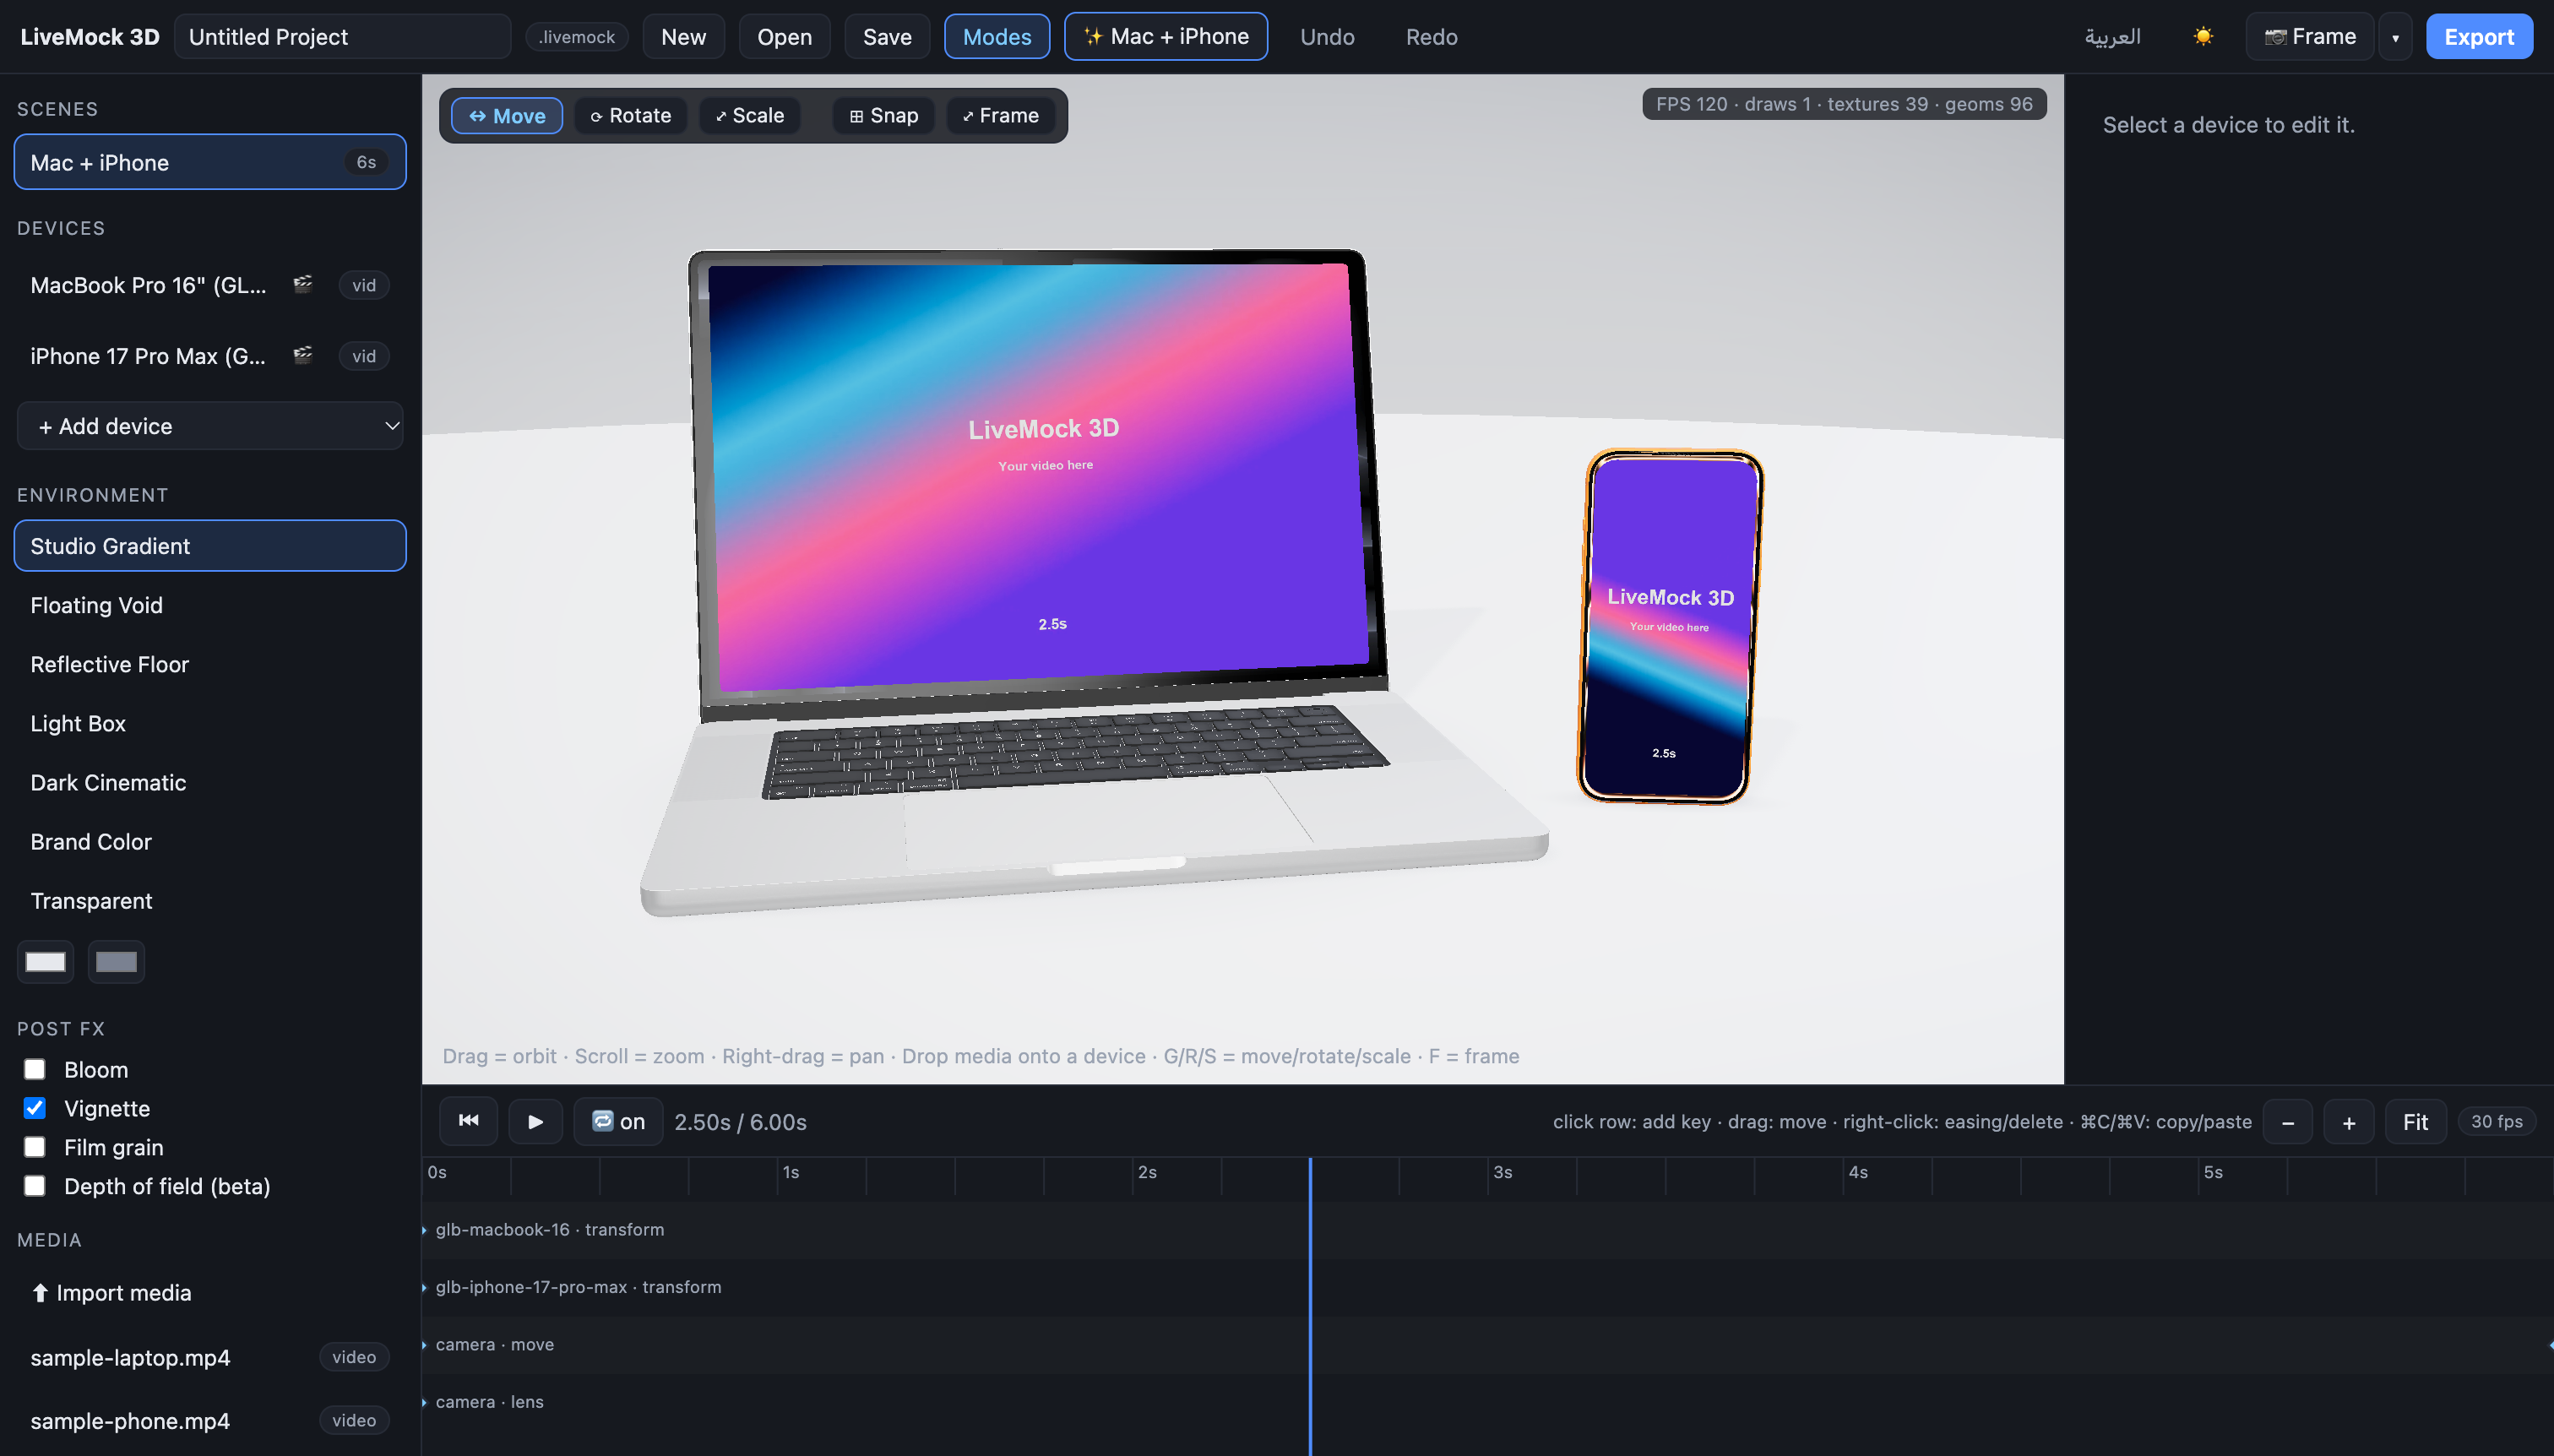 LiveMock 3D
Untitled Project
.livemock
New
Open
Save
Modes
✨ Mac + iPhone
Undo
Redo
العربية
Frame
Export
SCENES
Mac + iPhone
6s
DEVICES
MacBook Pro 16" (GL...
vid
iPhone 17 Pro Max (G...
vid
+ Add device
ENVIRONMENT
Studio Gradient
Floating Void
Reflective Floor
Light Box
Dark Cinematic
Brand Color
Transparent
POST FX
Bloom
Vignette
Film grain
Depth of field (beta)
MEDIA
Import media
sample-laptop.mp4
video
sample-phone.mp4
video
Move
Rotate
Scale
Snap
Frame
FPS 120 · draws 1 · textures 39 · geoms 96
LiveMock 3D
Your video here
2.5s
LiveMock 3D
Your video here
2.5s
Drag = orbit · Scroll = zoom · Right-drag = pan · Drop media onto a device · G/R/S = move/rotate/scale · F = frame
Select a device to edit it.
on
2.50s / 6.00s
click row: add key · drag: move · right-click: easing/delete · ⌘C/⌘V: copy/paste
−
+
Fit
30 fps
0s
1s
2s
3s
4s
5s
glb-macbook-16 · transform
glb-iphone-17-pro-max · transform
camera · move
camera · lens